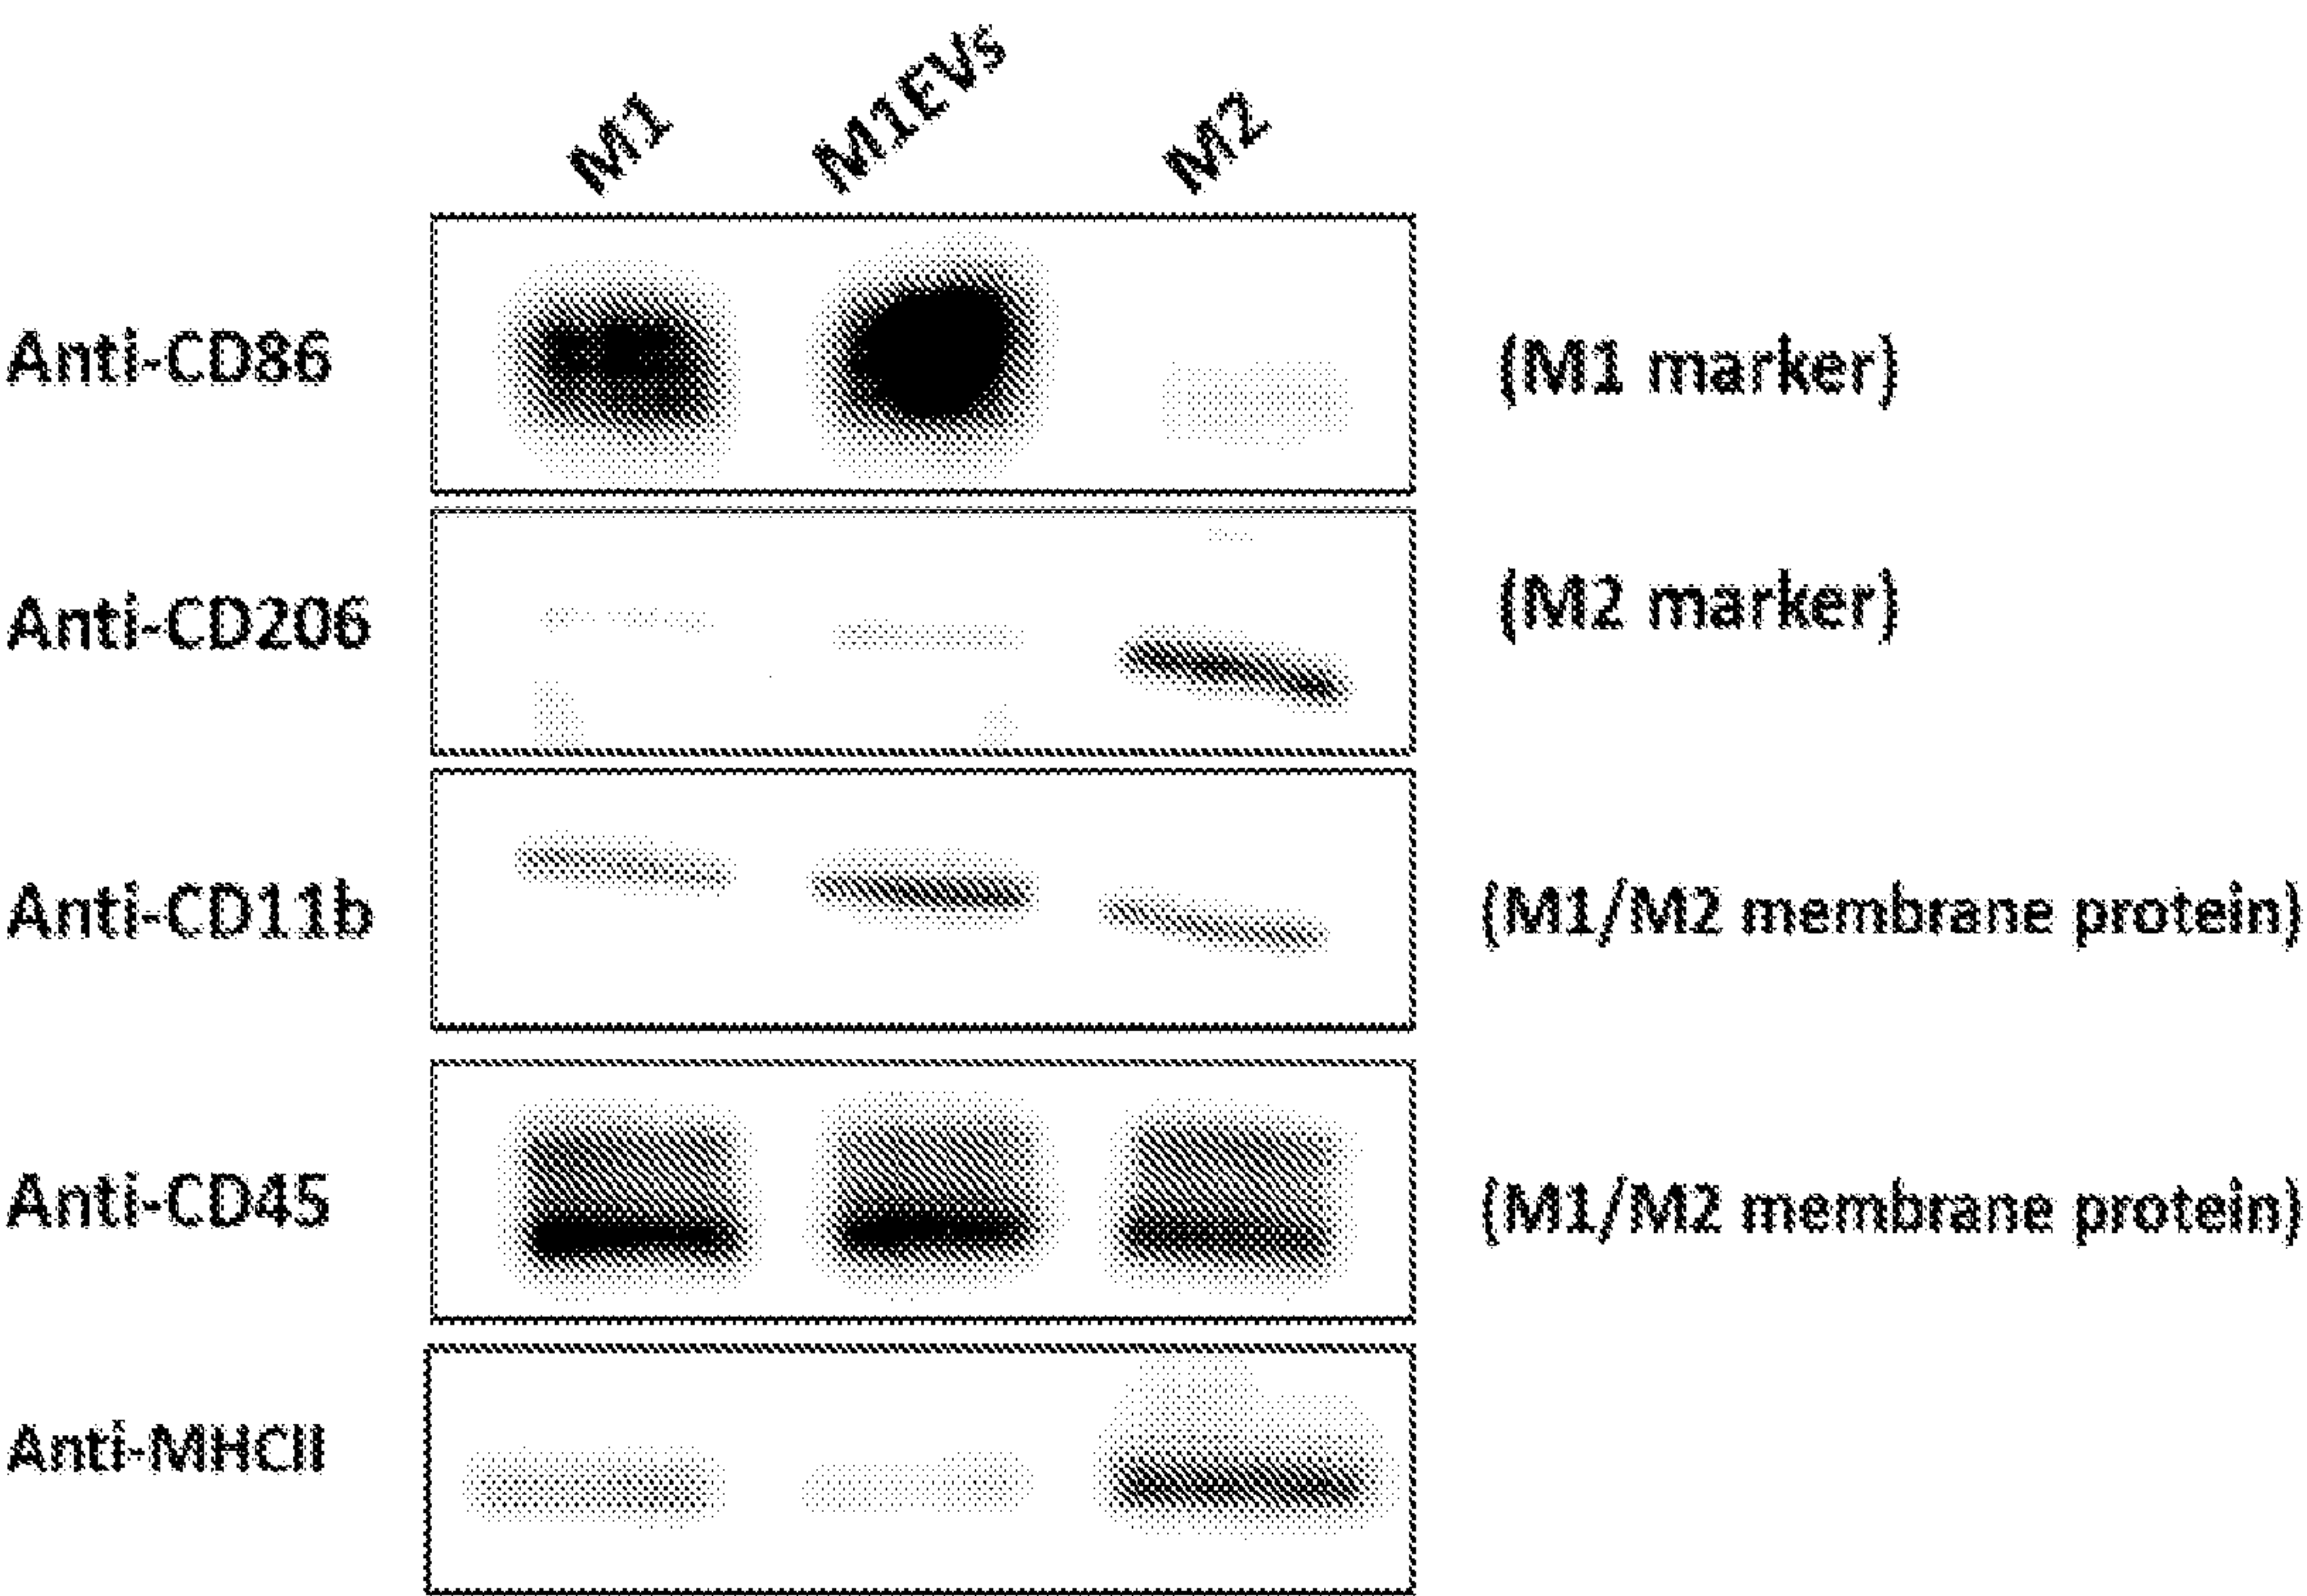 M1 M1EVs M2
Anti-CD86 (M1 marker)
Anti-CD206 (M2 marker)
Anti-CD11b (M1/M2 membrane protein)
Anti-CD45 (M1/M2 membrane protein)
Anti-MHCII